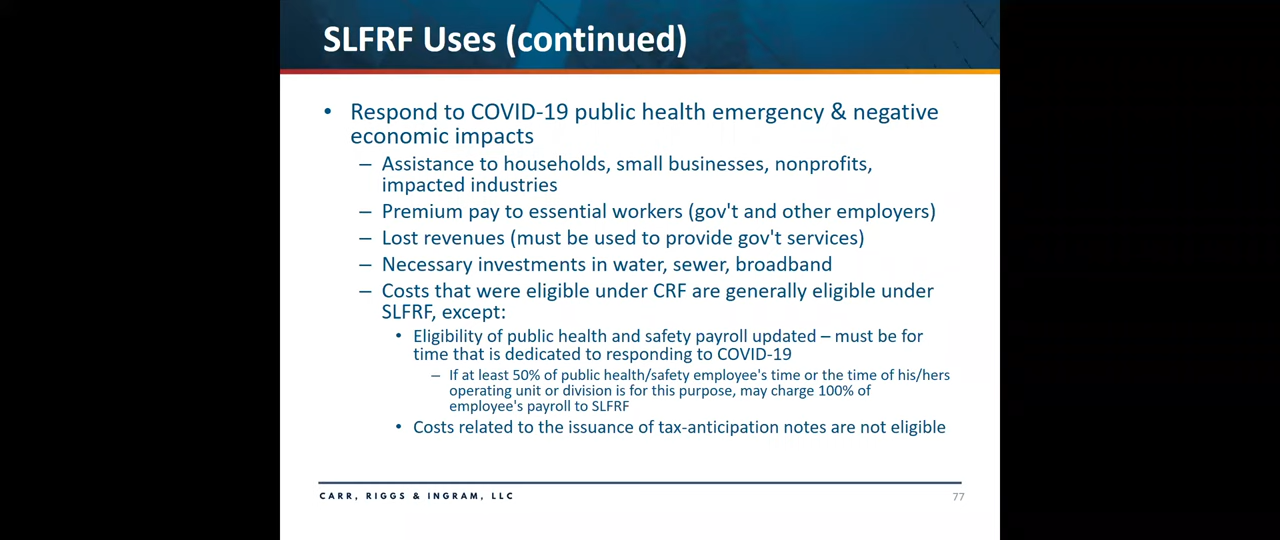 SLFRF Uses (continued)
• Respond to COVID-19 public health emergency & negative
economic impacts
– Assistance to households, small businesses, nonprofits,
impacted industries
– Premium pay to essential workers (gov't and other employers)
– Lost revenues (must be used to provide gov't services)
– Necessary investments in water, sewer, broadband
– Costs that were eligible under CRF are generally eligible under
SLFRF, except:
• Eligibility of public health and safety payroll updated – must be for
time that is dedicated to responding to COVID-19
– If at least 50% of public health/safety employee's time or the time of his/hers
operating unit or division is for this purpose, may charge 100% of
employee's payroll to SLFRF
• Costs related to the issuance of tax-anticipation notes are not eligible
CARR, RIGGS & INGRAM, LLC
77